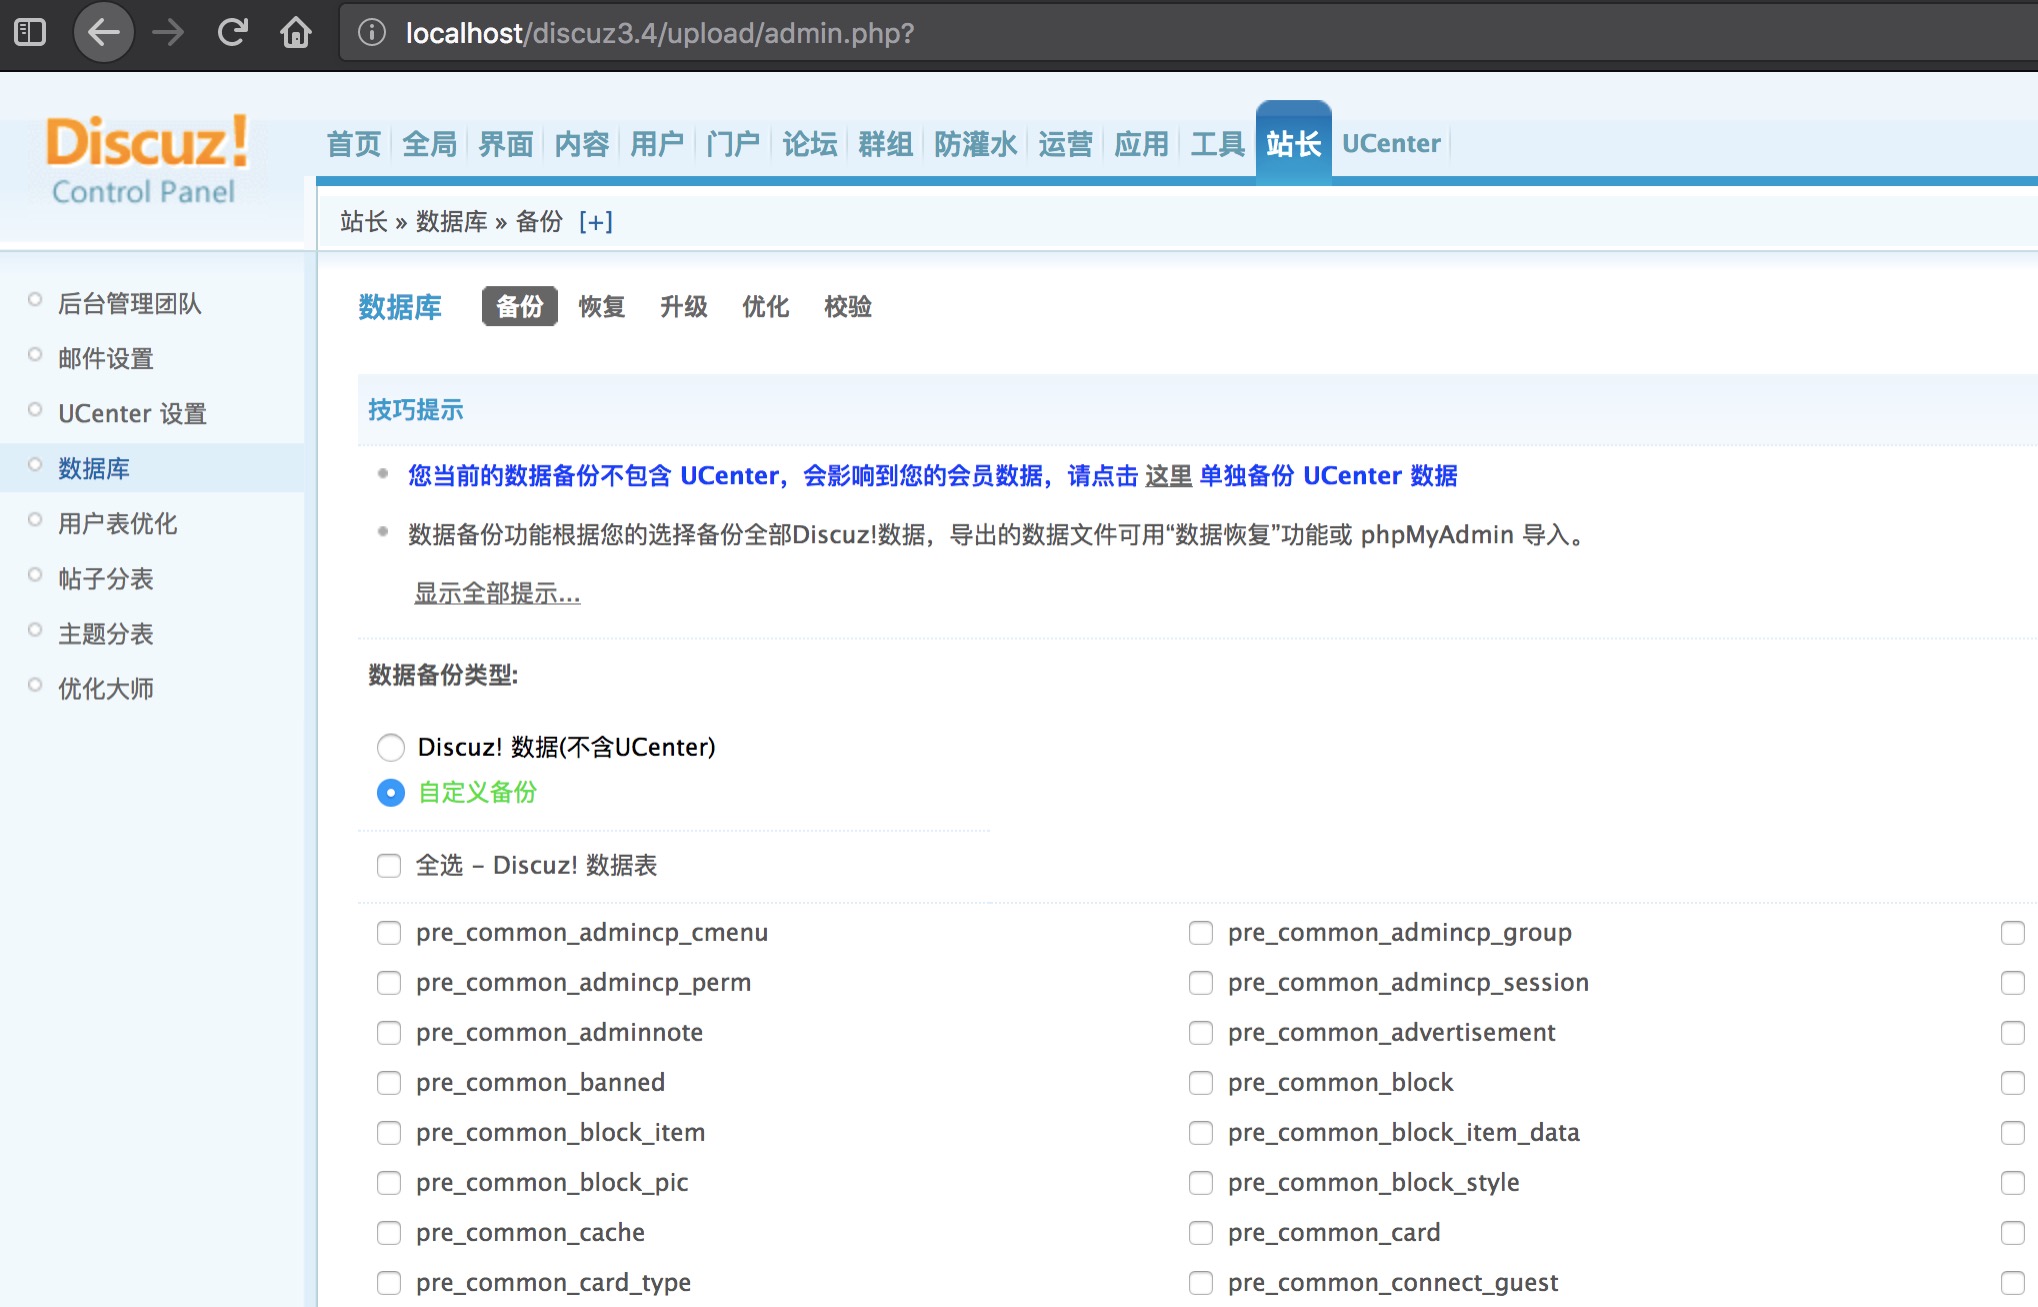 localhost/discuz3.4/upload/admin.php?
Discuz!
Control Panel
首页 全局 界面 内容 用户 门户 论坛 群组 防灌水 运营 应用 工具 站长 UCenter
站长 » 数据库 » 备份 [+]
后台管理团队
邮件设置
UCenter 设置
数据库
用户表优化
帖子分表
主题分表
优化大师
数据库 备份 恢复 升级 优化 校验
技巧提示
您当前的数据备份不包含 UCenter，会影响到您的会员数据，请点击 这里 单独备份 UCenter 数据
数据备份功能根据您的选择备份全部Discuz!数据，导出的数据文件可用“数据恢复”功能或 phpMyAdmin 导入。
显示全部提示...
数据备份类型:
Discuz! 数据(不含UCenter)
自定义备份
全选 - Discuz! 数据表
pre_common_admincp_cmenu pre_common_admincp_group
pre_common_admincp_perm pre_common_admincp_session
pre_common_adminnote pre_common_advertisement
pre_common_banned pre_common_block
pre_common_block_item pre_common_block_item_data
pre_common_block_pic pre_common_block_style
pre_common_cache pre_common_card
pre_common_card_type pre_common_connect_guest